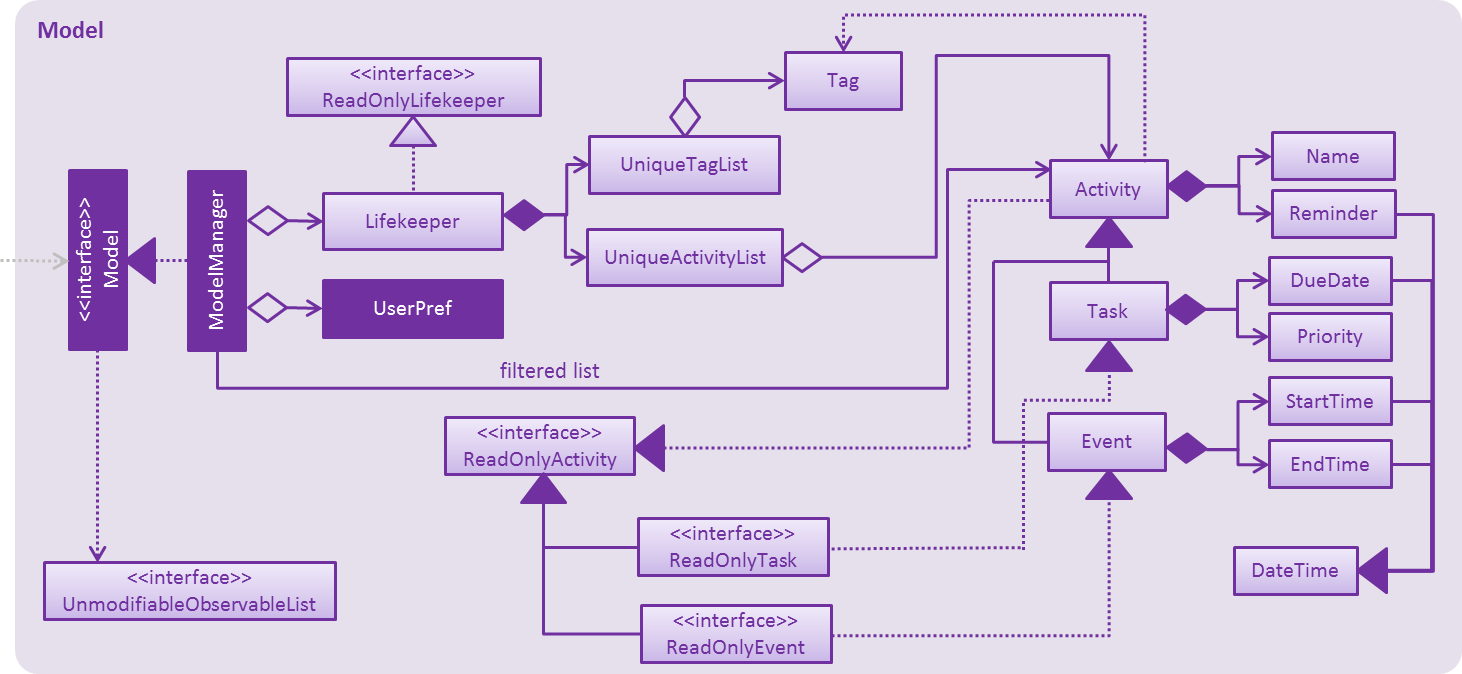 Model
<<interface>>
ReadOnlyLifekeeper
Tag
UniqueTagList
Name
Activity
Reminder
<<interface>>
Model
ModelManager
Lifekeeper
UniqueActivityList
DueDate
UserPref
Task
Priority
filtered list
StartTime
<<interface>>
ReadOnlyActivity
Event
EndTime
<<interface>>
ReadOnlyTask
DateTime
<<interface>>
UnmodifiableObservableList
<<interface>>
ReadOnlyEvent